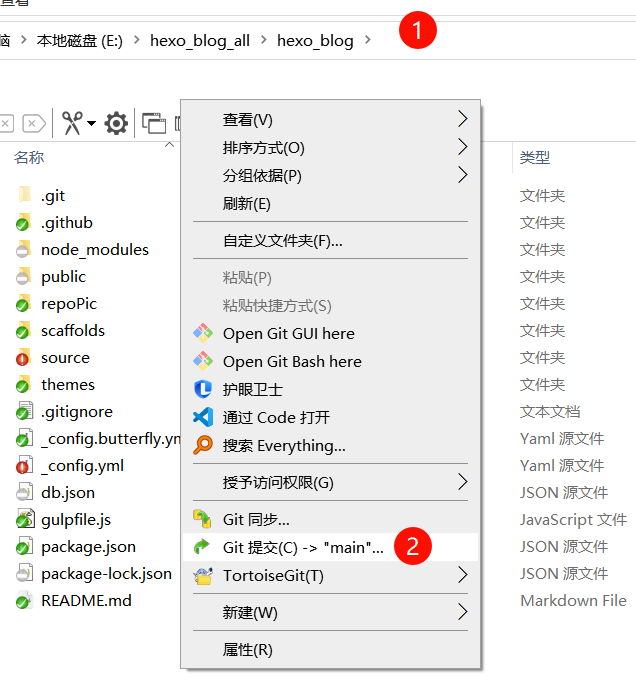 查看
脑 > 本地磁盘 (E:) > hexo_blog_all > hexo_blog >
1
名称
类型
.git
文件夹
.github
文件夹
node_modules
文件夹
public
文件夹
repoPic
文件夹
scaffolds
文件夹
source
文件夹
themes
文件夹
.gitignore
文本文档
_config.butterfly.ym
Yaml 源文件
_config.yml
Yaml 源文件
db.json
JSON 源文件
gulpfile.js
JavaScript 文件
package.json
JSON 源文件
package-lock.json
JSON 源文件
README.md
Markdown File
查看(V)
排序方式(O)
分组依据(P)
刷新(E)
自定义文件夹(F)...
粘贴(P)
粘贴快捷方式(S)
Open Git GUI here
Open Git Bash here
护眼卫士
通过 Code 打开
搜索 Everything...
授予访问权限(G)
Git 同步...
Git 提交(C) -> "main"...
2
TortoiseGit(T)
新建(W)
属性(R)